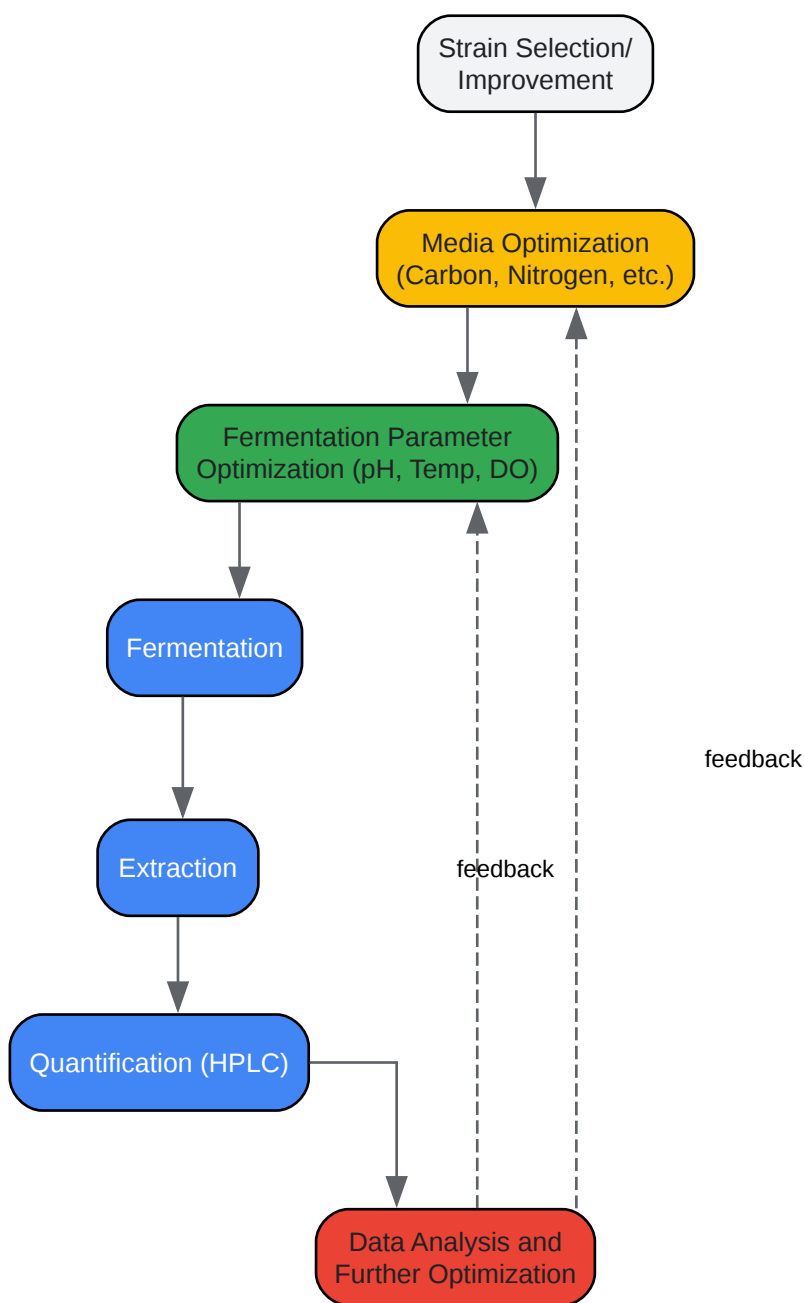 Strain Selection/
Improvement
Media Optimization
(Carbon, Nitrogen, etc.)
Fermentation Parameter
Optimization (pH, Temp, DO)
Fermentation
feedback
Extraction
feedback
Quantification (HPLC)
Data Analysis and
Further Optimization